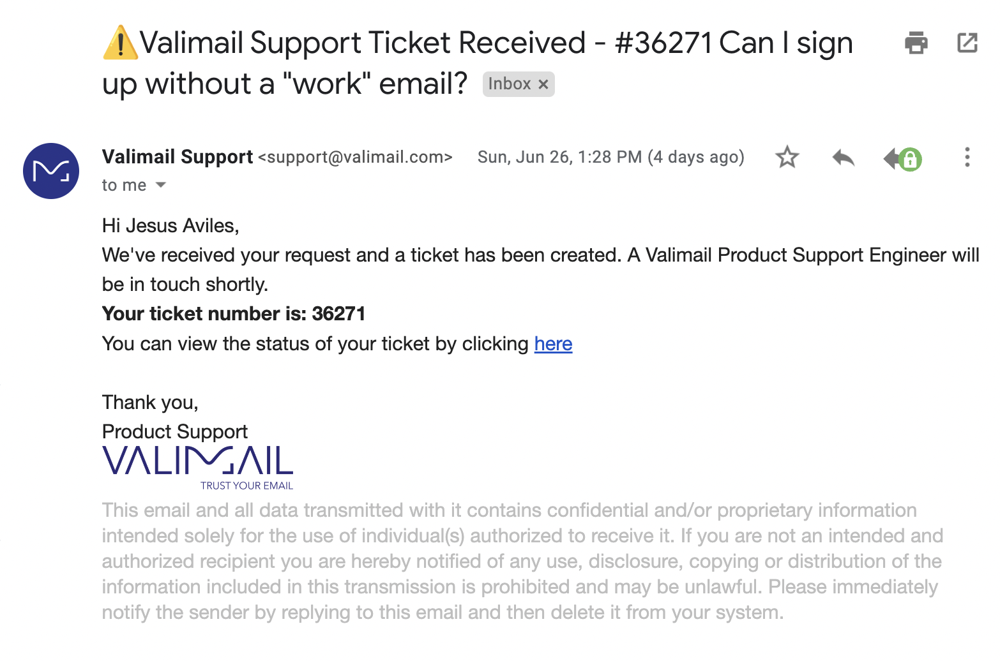 ⚠️Valimail Support Ticket Received - #36271 Can I sign
up without a "work" email? Inbox ×
Valimail Support <support@valimail.com> Sun, Jun 26, 1:28 PM (4 days ago)
to me
Hi Jesus Aviles,
We've received your request and a ticket has been created. A Valimail Product Support Engineer will
be in touch shortly.
Your ticket number is: 36271
You can view the status of your ticket by clicking here
Thank you,
Product Support
VALIMAIL
TRUST YOUR EMAIL
This email and all data transmitted with it contains confidential and/or proprietary information
intended solely for the use of individual(s) authorized to receive it. If you are not an intended and
authorized recipient you are hereby notified of any use, disclosure, copying or distribution of the
information included in this transmission is prohibited and may be unlawful. Please immediately
notify the sender by replying to this email and then delete it from your system.